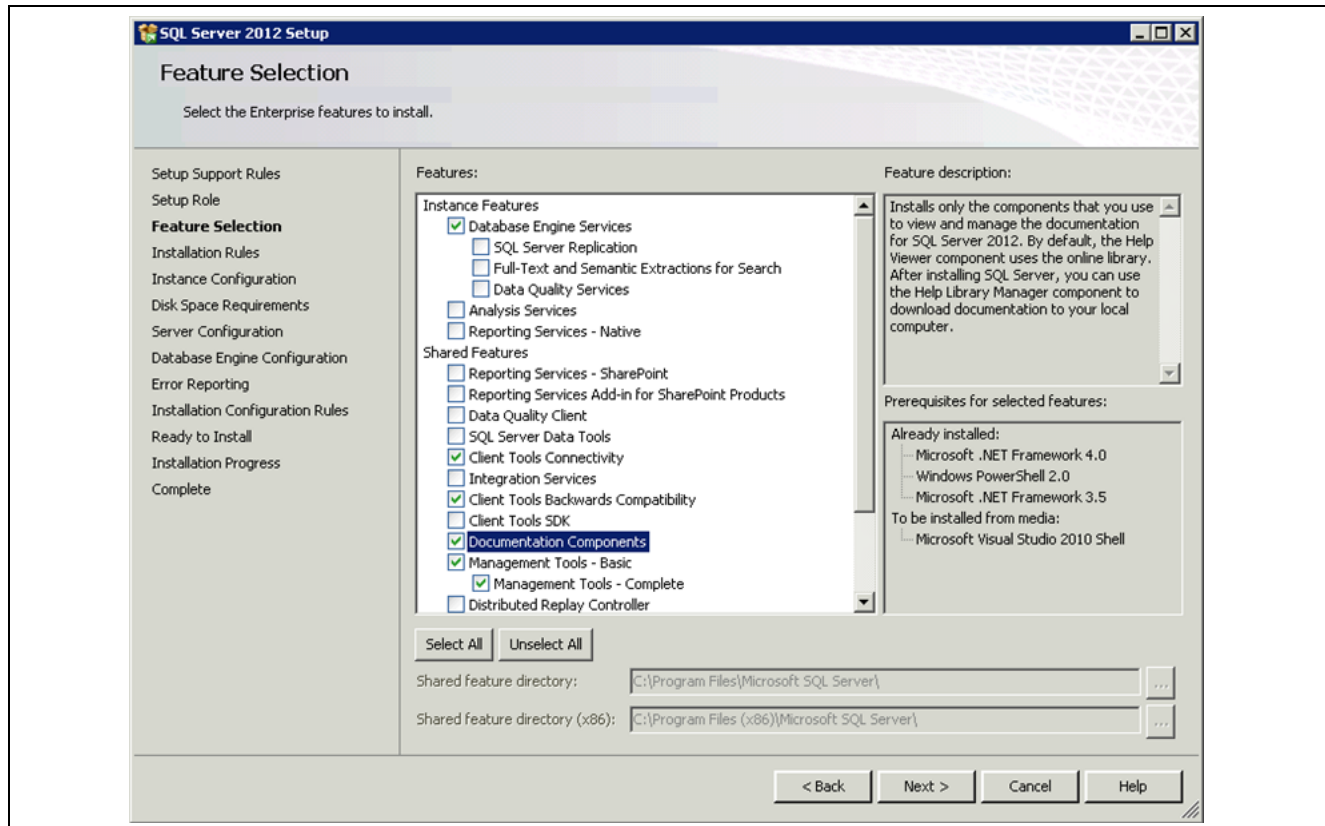 SQL Server 2012 Setup
Feature Selection
Select the Enterprise features to install.
Setup Support Rules
Setup Role
Feature Selection
Installation Rules
Instance Configuration
Disk Space Requirements
Server Configuration
Database Engine Configuration
Error Reporting
Installation Configuration Rules
Ready to Install
Installation Progress
Complete
Features:
Instance Features
Database Engine Services
SQL Server Replication
Full-Text and Semantic Extractions for Search
Data Quality Services
Analysis Services
Reporting Services - Native
Shared Features
Reporting Services - SharePoint
Reporting Services Add-in for SharePoint Products
Data Quality Client
SQL Server Data Tools
Client Tools Connectivity
Integration Services
Client Tools Backwards Compatibility
Client Tools SDK
Documentation Components
Management Tools - Basic
Management Tools - Complete
Distributed Replay Controller
Feature description:
Installs only the components that you use
to view and manage the documentation
for SQL Server 2012. By default, the Help
Viewer component uses the online library.
After installing SQL Server, you can use
the Help Library Manager component to
download documentation to your local
computer.
Prerequisites for selected features:
Already installed:
Microsoft .NET Framework 4.0
Windows PowerShell 2.0
Microsoft .NET Framework 3.5
To be installed from media:
Microsoft Visual Studio 2010 Shell
Select All
Unselect All
Shared feature directory:
C:\Program Files\Microsoft SQL Server\
...
Shared feature directory (x86):
C:\Program Files (x86)\Microsoft SQL Server\
...
< Back
Next >
Cancel
Help